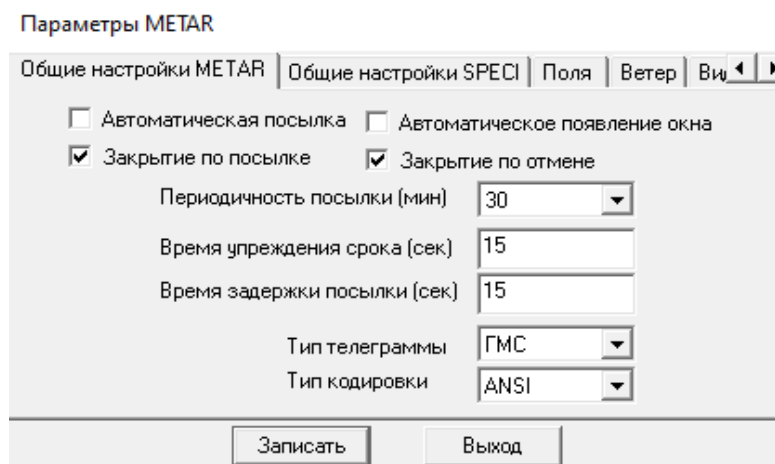 Параметры METAR
Общие настройки METAR Общие настройки SPECI Поля Ветер Ви
Автоматическая посылка Автоматическое появление окна
Закрытие по посылке Закрытие по отмене
Периодичность посылки (мин) 30
Время упреждения срока (сек) 15
Время задержки посылки (сек) 15
Тип телеграммы ГМС
Тип кодировки ANSI
Записать Выход